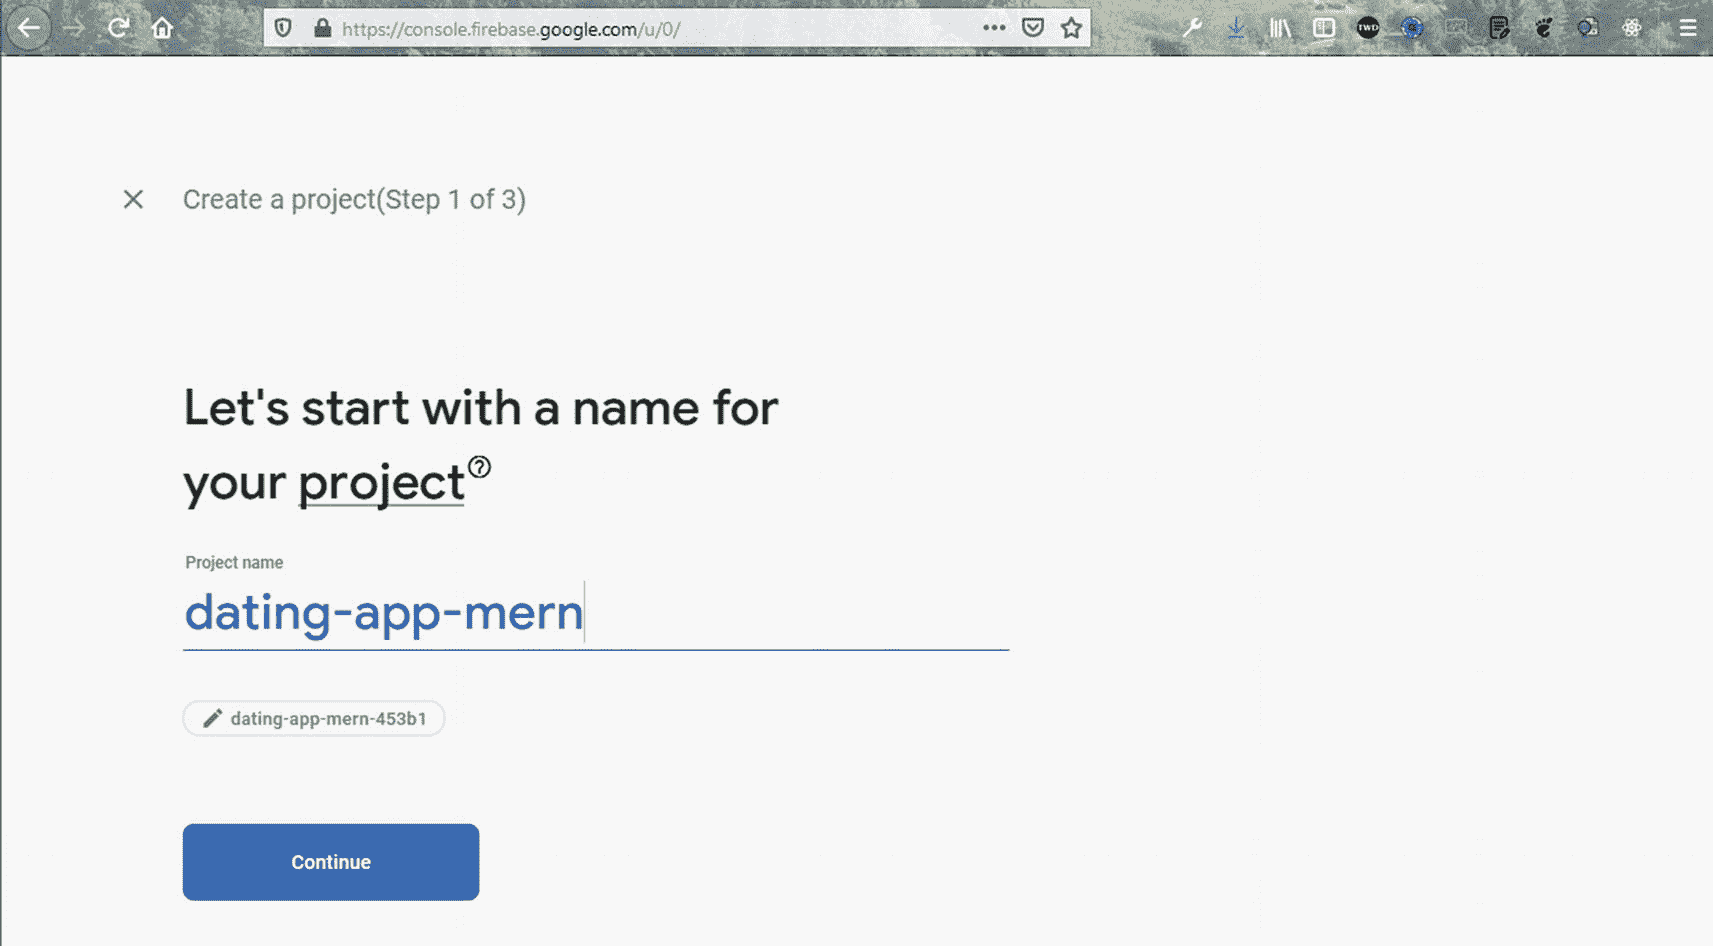 https://console.firebase.google.com/u/0/
TWD
Create a project(Step 1 of 3)
Let's start with a name for
your project
Project name
dating-app-mern
dating-app-mern-453b1
Continue